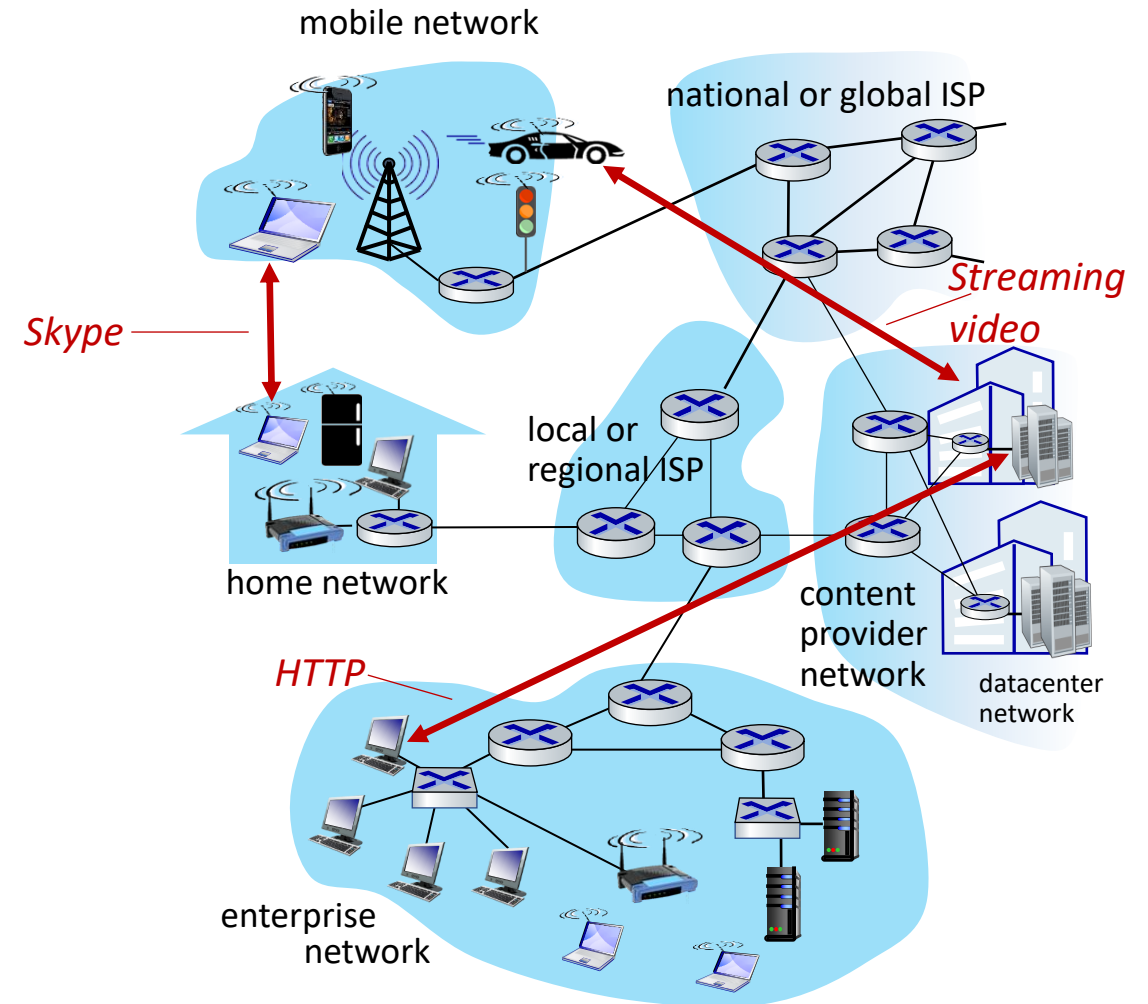 mobile network
national or global ISP
Streaming
video
Skype
local or
regional ISP
home network
content
provider
network
datacenter
network
HTTP
enterprise
network